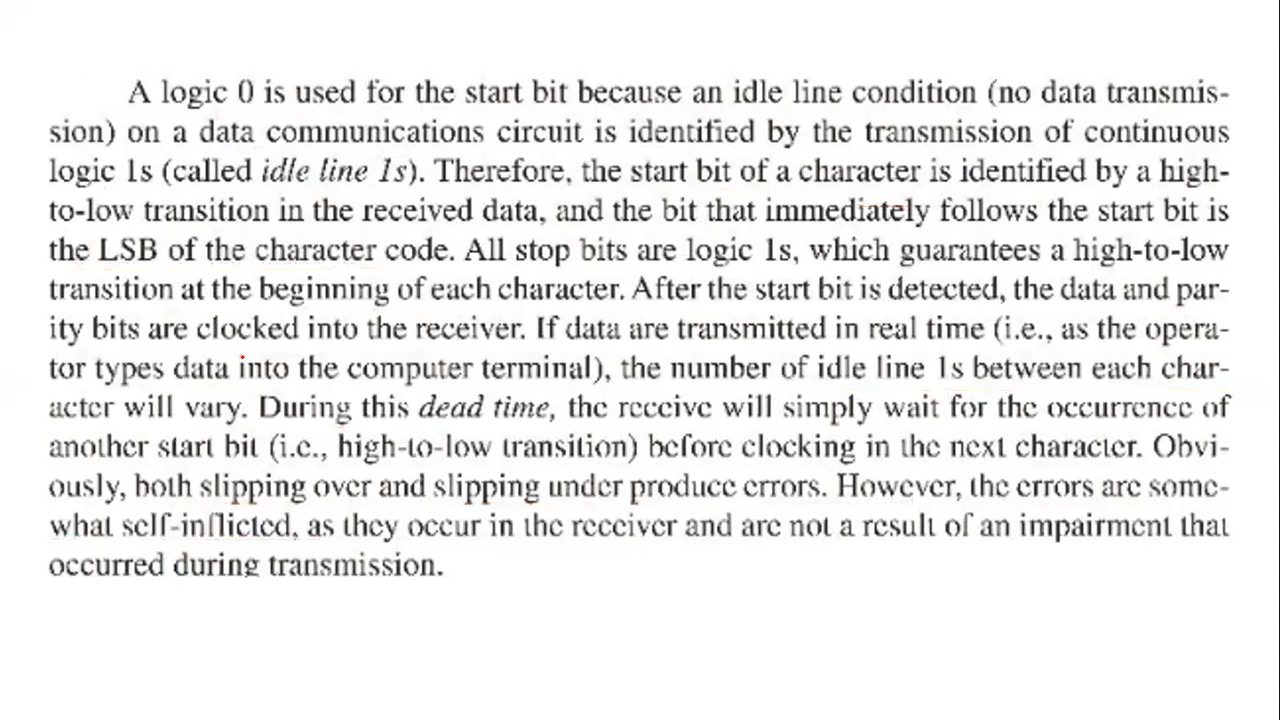 A logic 0 is used for the start bit because an idle line condition (no data transmis-
sion) on a data communications circuit is identified by the transmission of continuous
logic 1s (called idle line 1s). Therefore, the start bit of a character is identified by a high-
to-low transition in the received data, and the bit that immediately follows the start bit is
the LSB of the character code. All stop bits are logic 1s, which guarantees a high-to-low
transition at the beginning of each character. After the start bit is detected, the data and par-
ity bits are clocked into the receiver. If data are transmitted in real time (i.e., as the opera-
tor types data into the computer terminal), the number of idle line 1s between each char-
acter will vary. During this dead time, the receive will simply wait for the occurrence of
another start bit (i.e., high-to-low transition) before clocking in the next character. Obvi-
ously, both slipping over and slipping under produce errors. However, the errors are some-
what self-inflicted, as they occur in the receiver and are not a result of an impairment that
occurred during transmission.